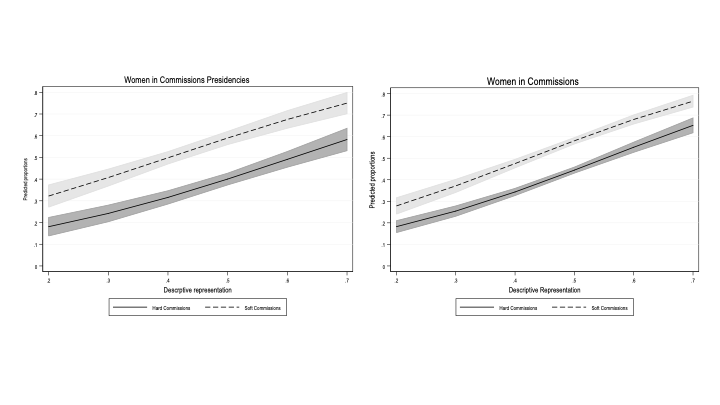 Women in Commissions Presidencies
Predicted proportions
.8
.7
.6
.5
.4
.3
.2
.1
0
.2 .3 .4 .5 .6 .7
Descrptive representation
Hard Commissions Soft Commissions
Women in Commissions
Predicted proportions
.8
.7
.6
.5
.4
.3
.2
.1
0
.2 .3 .4 .5 .6 .7
Descriptive Representation
Hard Commissions Soft Commissions